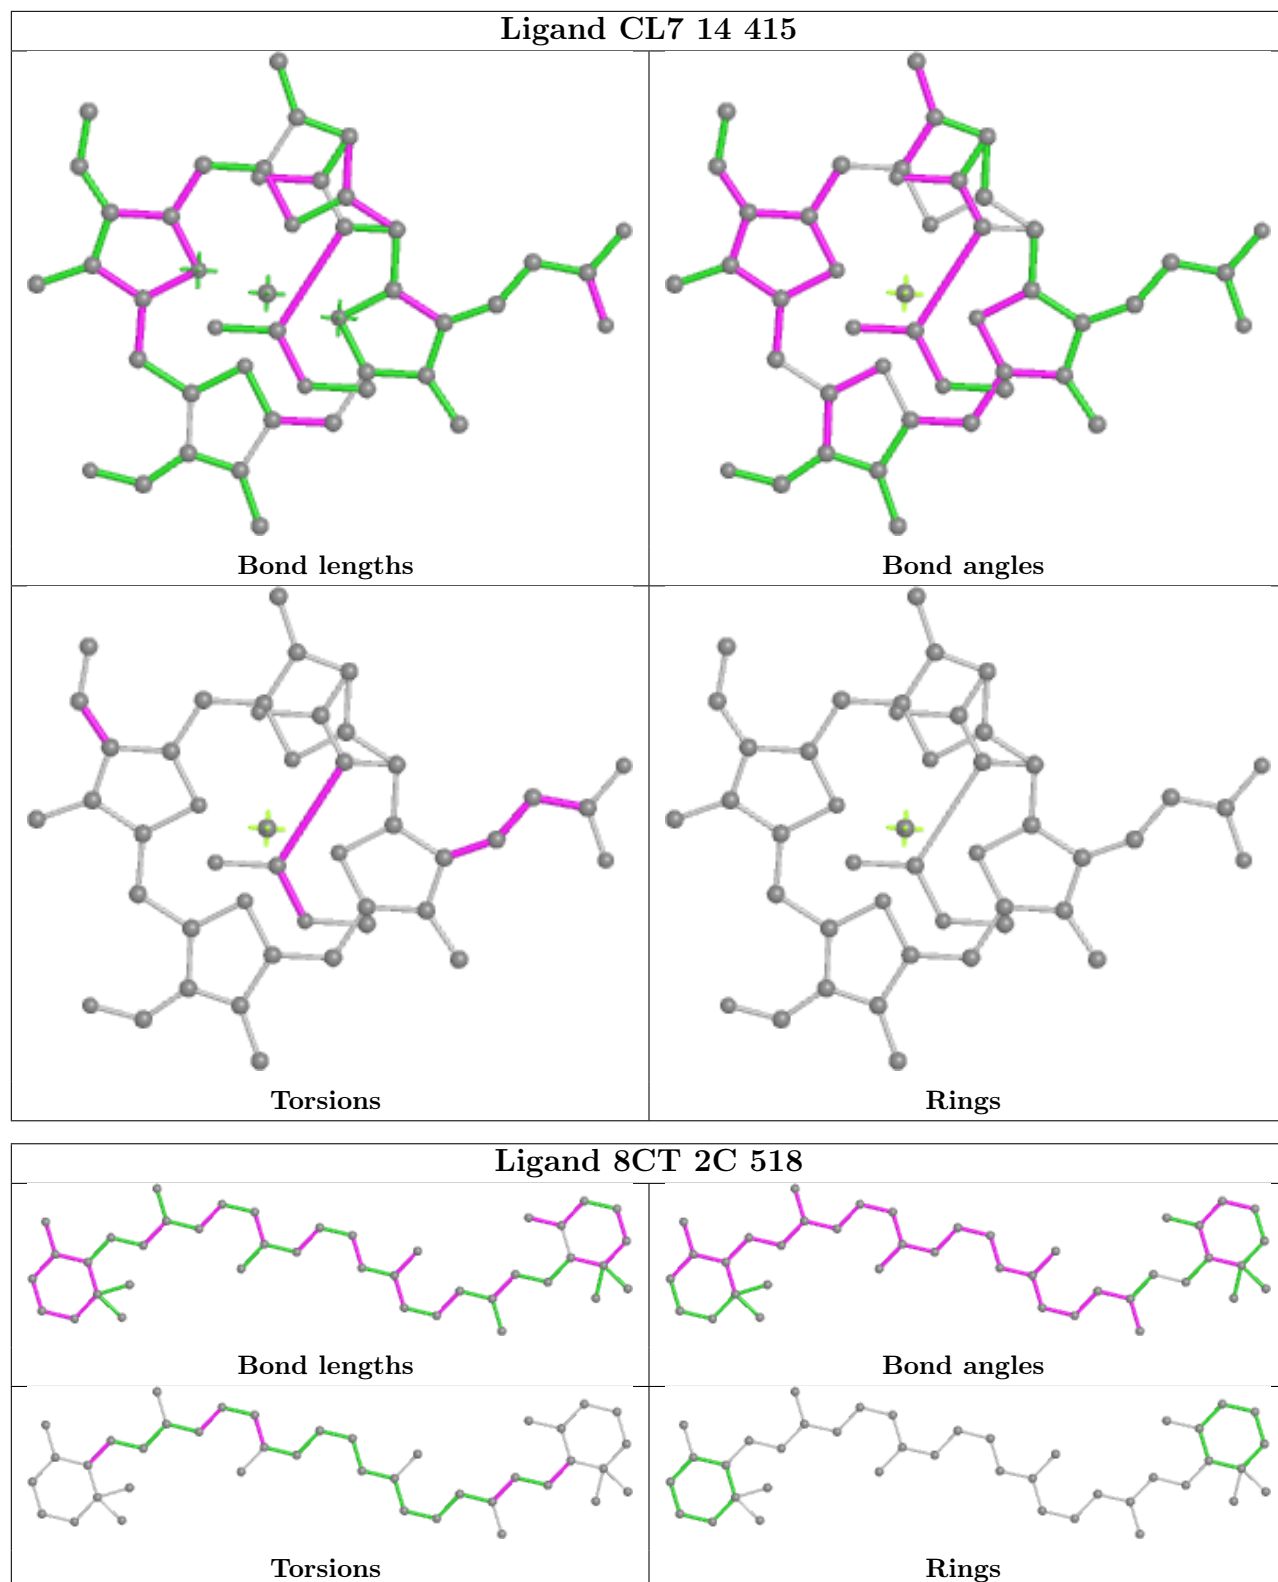 Ligand CL7 14 415
Bond lengths
Bond angles
Torsions
Rings
Ligand 8CT 2C 518
Bond lengths
Bond angles
Torsions
Rings